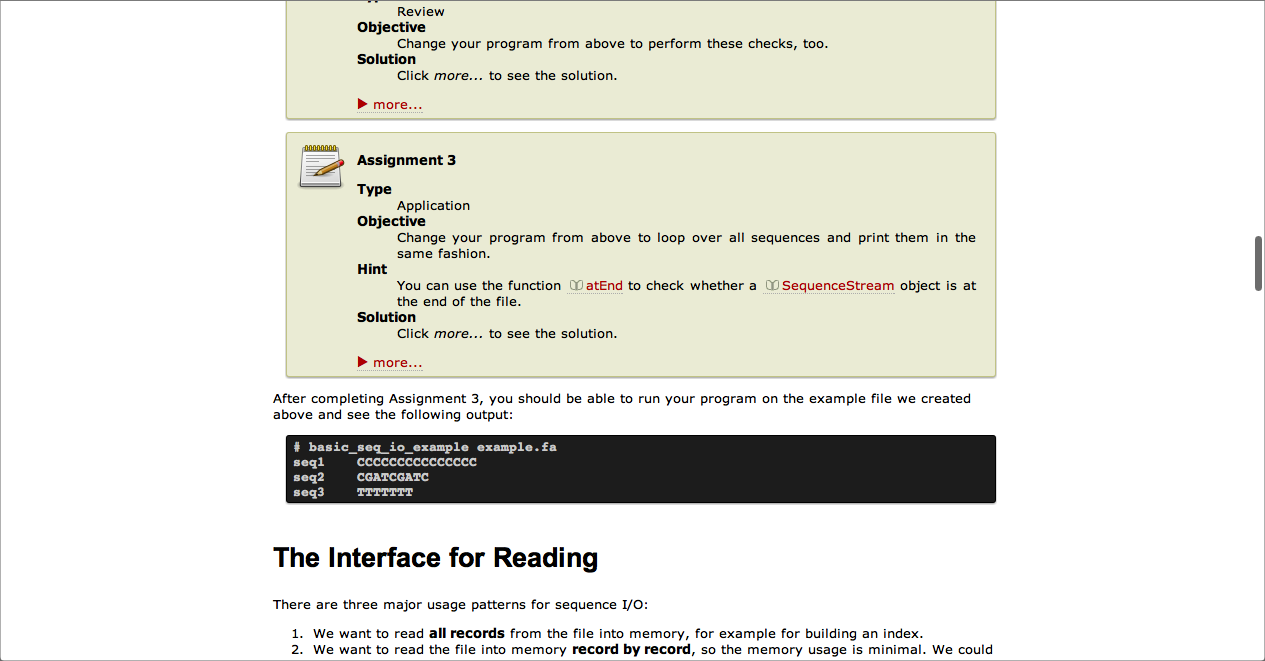 Review
Objective
Change your program from above to perform these checks, too.
Solution
Click more... to see the solution.
more...
Assignment 3
Type
Application
Objective
Change your program from above to loop over all sequences and print them in the
same fashion.
Hint
You can use the function atEnd to check whether a SequenceStream object is at
the end of the file.
Solution
Click more... to see the solution.
more...
After completing Assignment 3, you should be able to run your program on the example file we created
above and see the following output:
# basic_seq_io_example example.fa
seq1    CCCCCCCCCCCCCCC
seq2    CGATCGATC
seq3    TTTTTTT
The Interface for Reading
There are three major usage patterns for sequence I/O:
1. We want to read all records from the file into memory, for example for building an index.
2. We want to read the file into memory record by record, so the memory usage is minimal. We could